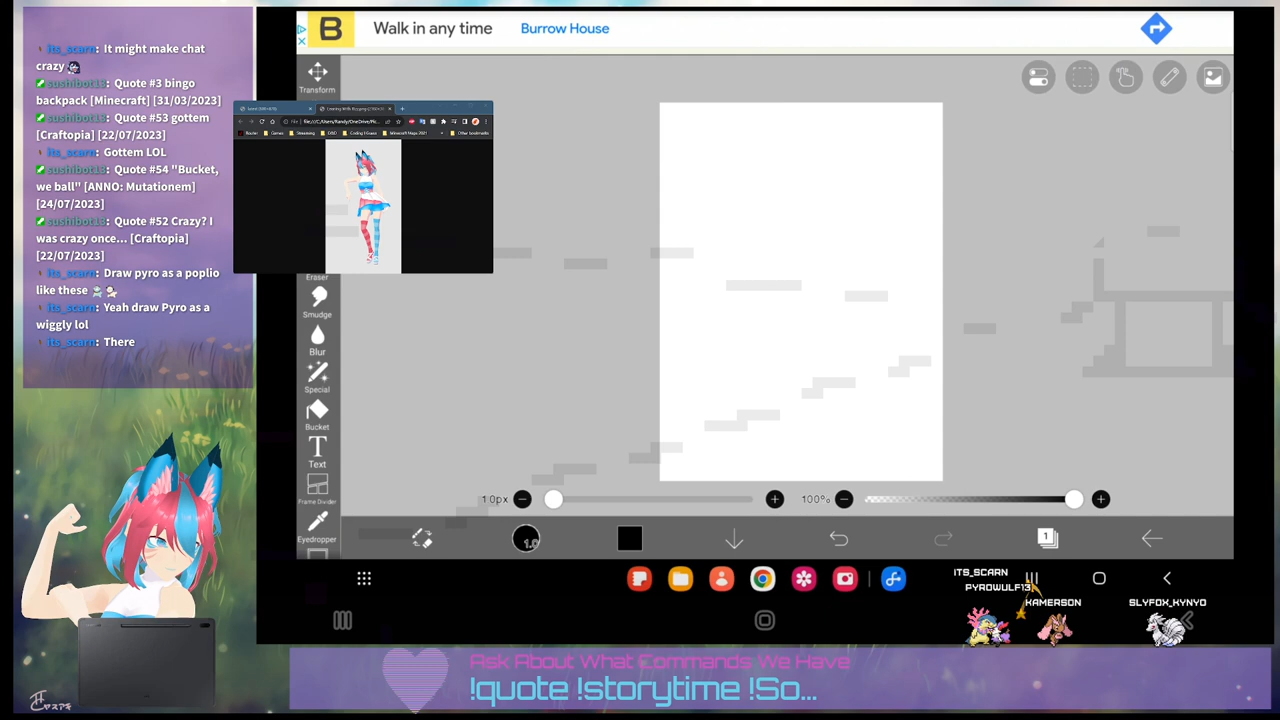 its_scarn: It might make chat
crazy
sushibot13: Quote #3 bingo
backpack [Minecraft] [31/03/2023]
sushibot13: Quote #53 gottem
[Craftopia] [22/07/2023]
its_scarn: Gottem LOL
sushibot13: Quote #54 "Bucket,
we ball" [ANNO: Mutationem]
[24/07/2023]
sushibot13: Quote #52 Crazy? I
was crazy once... [Craftopia]
[22/07/2023]
its_scarn: Draw pyro as a poplio
like these
its_scarn: Yeah draw Pyro as a
wiggly lol
its_scarn: There
B
Walk in any time
Burrow House
Transform
Eraser
Smudge
Blur
Special
Bucket
T
Text
Frame Divider
Eyedropper
10px
100%
1.0
1
ITS_SCARN
PYROWULF13
KAMERSON
SLYFOX_KYNYO
Ask About What Commands We Have
!quote !storytime !So...